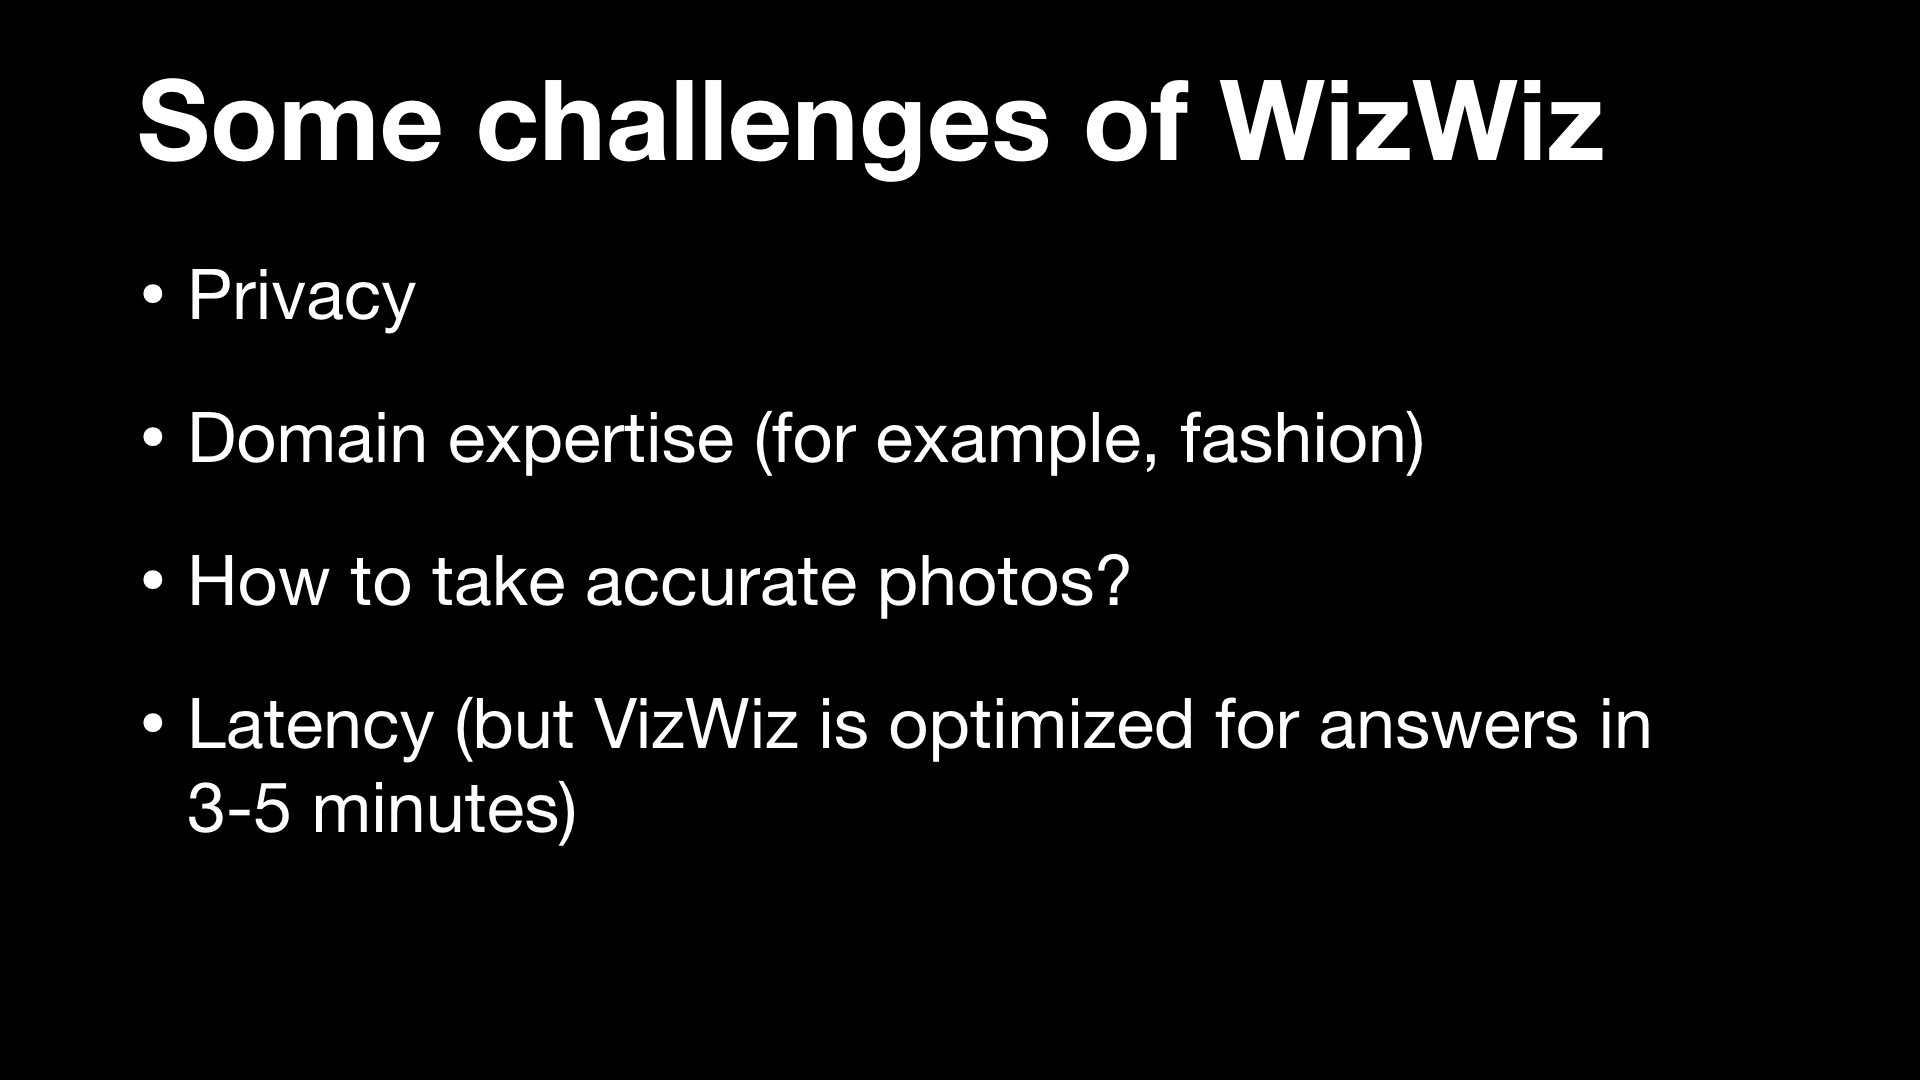 Some challenges of WizWiz
• Privacy
• Domain expertise (for example, fashion)
• How to take accurate photos?
• Latency (but VizWiz is optimized for answers in
3-5 minutes)